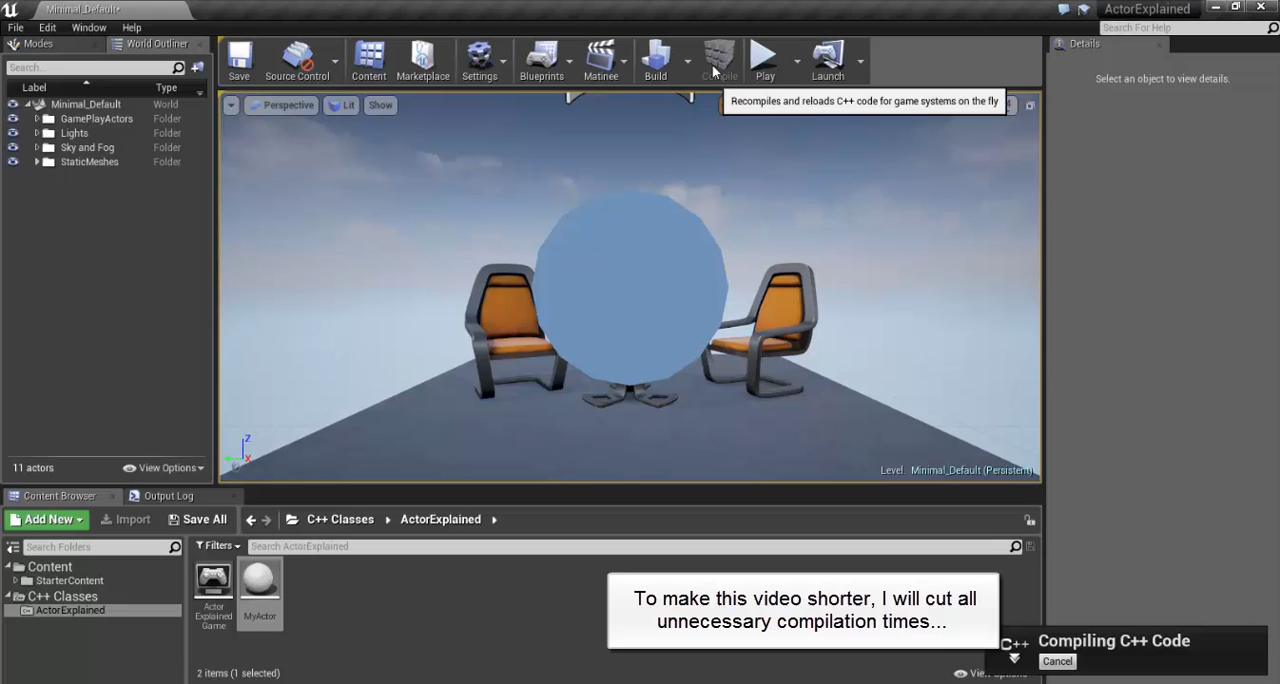 Minimal_Default*
ActorExplained
File Edit Window Help
Search For Help
Modes
World Outliner
Details
Search...
Label
Type
Minimal_Default World
GamePlayActors Folder
Lights Folder
Sky and Fog Folder
StaticMeshes Folder
11 actors
View Options
Save
Source Control
Content
Marketplace
Settings
Blueprints
Matinee
Build
Compile
Play
Launch
Recompiles and reloads C++ code for game systems on the fly
Perspective
Lit
Show
Select an object to view details.
Z
X
Level: Minimal_Default (Persistent)
Content Browser
Output Log
Add New
Import
Save All
C++ Classes
ActorExplained
Search Folders
Filters
Search ActorExplained
Content
StarterContent
C++ Classes
ActorExplained
Actor
Explained
Game
MyActor
To make this video shorter, I will cut all
unnecessary compilation times...
C++
Compiling C++ Code
Cancel
2 items (1 selected)
View Options